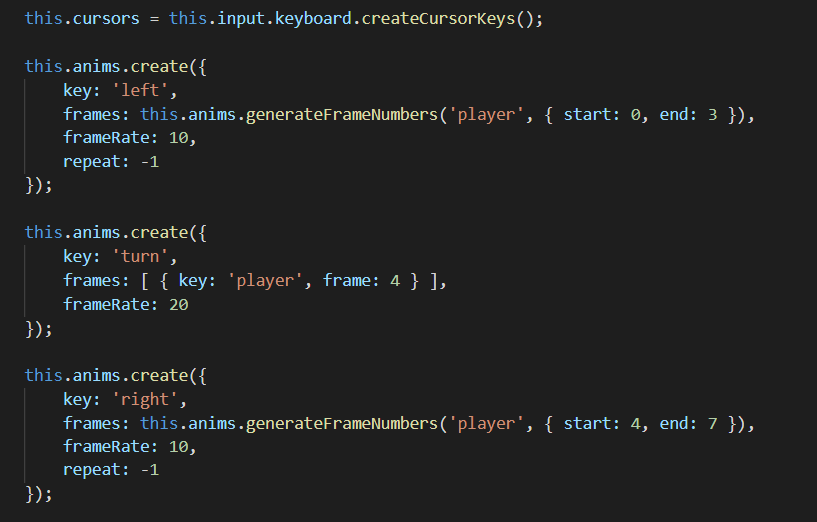 this.cursors = this.input.keyboard.createCursorKeys();
this.anims.create({
key: 'left',
frames: this.anims.generateFrameNumbers('player', { start: 0, end: 3 }),
frameRate: 10,
repeat: -1
});
this.anims.create({
key: 'turn',
frames: [ { key: 'player', frame: 4 } ],
frameRate: 20
});
this.anims.create({
key: 'right',
frames: this.anims.generateFrameNumbers('player', { start: 4, end: 7 }),
frameRate: 10,
repeat: -1
});